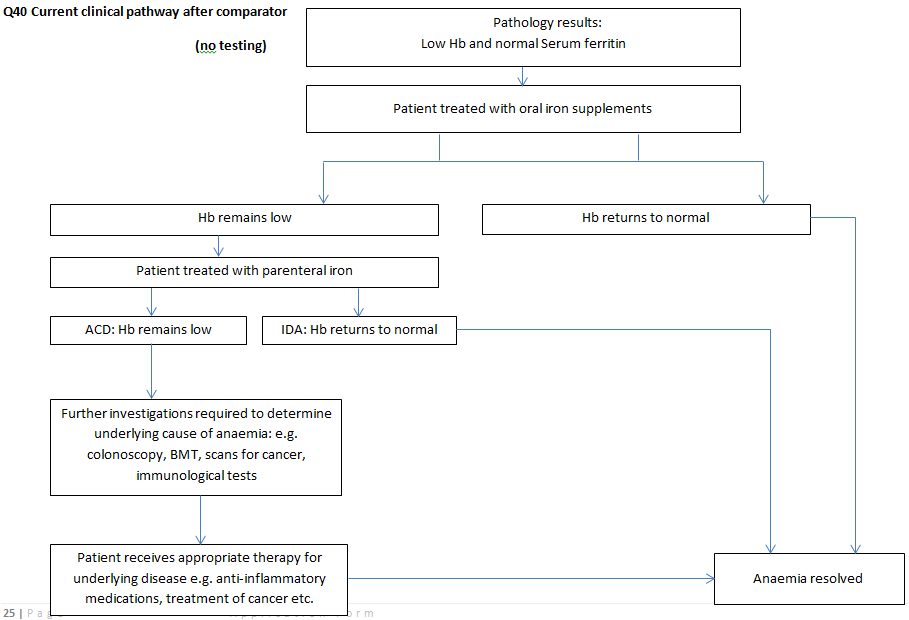 Q40 Current clinical pathway after comparator
(no testing)
Pathology results:
Low Hb and normal Serum ferritin
Patient treated with oral iron supplements
Hb remains low
Hb returns to normal
Patient treated with parenteral iron
ACD: Hb remains low
IDA: Hb returns to normal
Further investigations required to determine
underlying cause of anaemia: e.g.
colonoscopy, BMT, scans for cancer,
immunological tests
Patient receives appropriate therapy for
underlying disease e.g. anti-inflammatory
medications, treatment of cancer etc.
Anaemia resolved
25 |